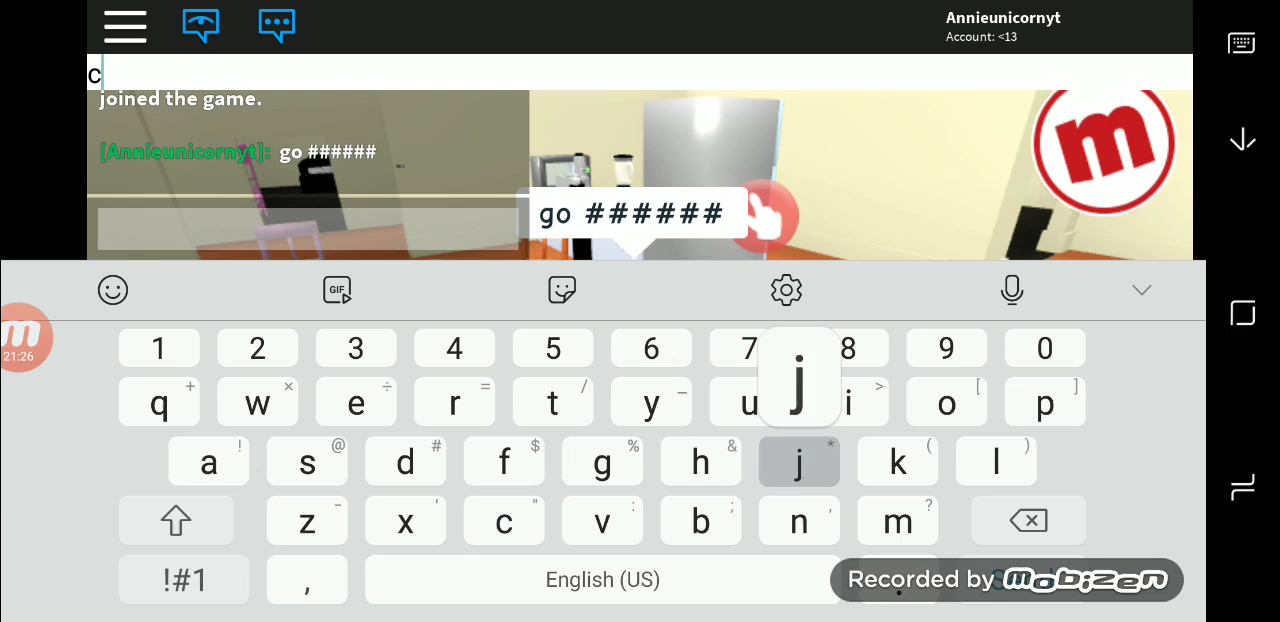 Annieunicornyt
Account: <13
c
joined the game.
[Annieunicornyt]: go ######
go ######
m
GIF
m
21:26
1 2 3 4 5 6 7 8 9 0
+ × ÷ = / _ > [ ]
q w e r t y u i o p
j
! @ # $ % & * ( )
a s d f g h j k l
- ' " : ; , ?
z x c v b n m
!#1 , English (US) .
Recorded by mobizen